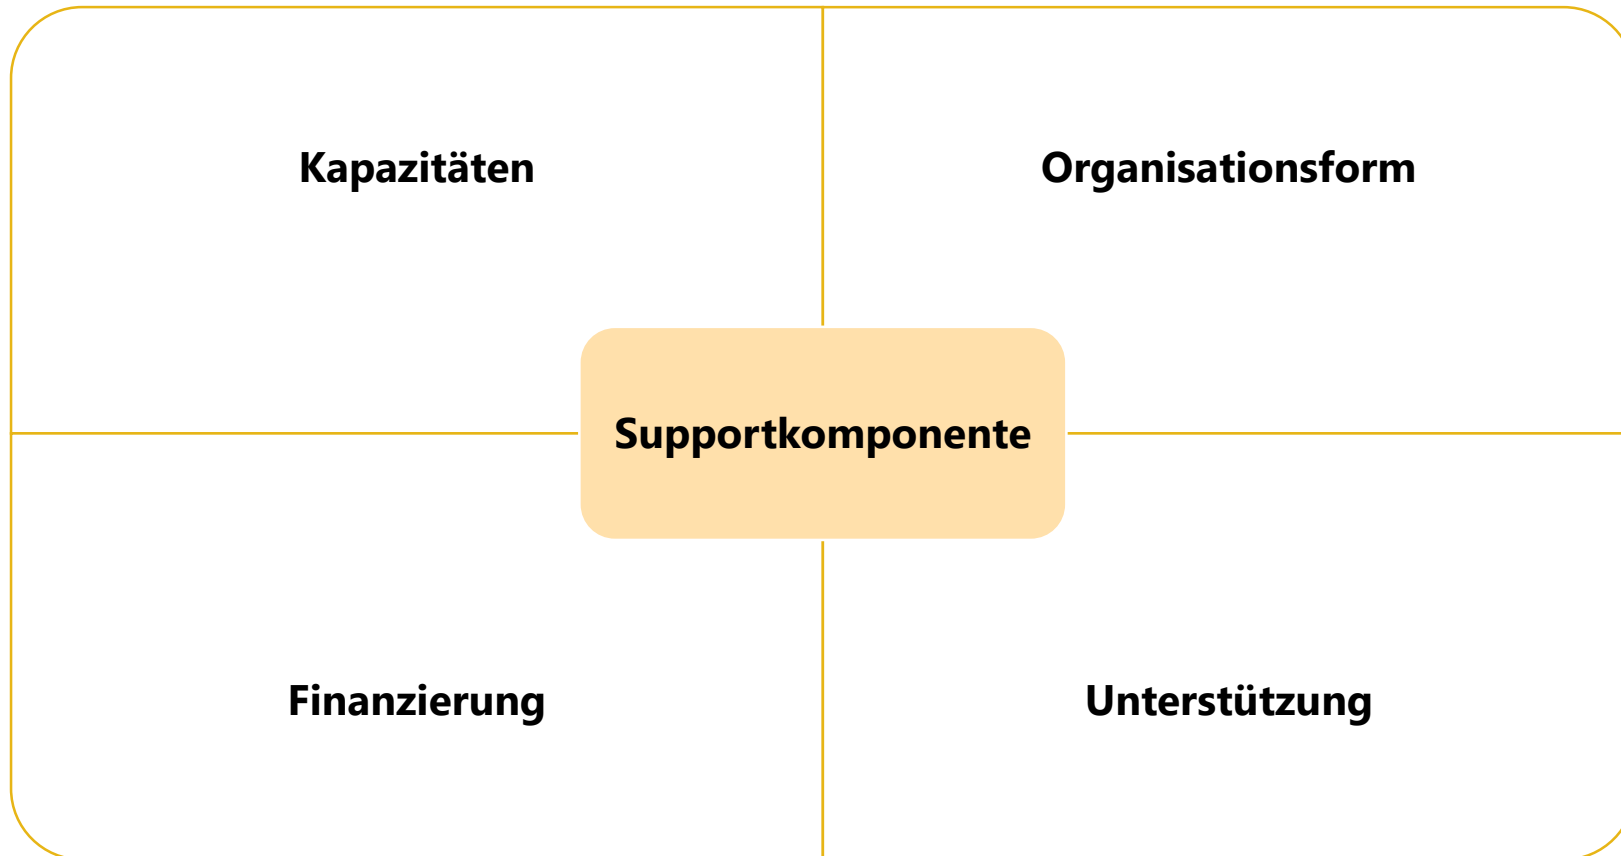 Kapazitäten
Organisationsform
Supportkomponente
Finanzierung
Unterstützung